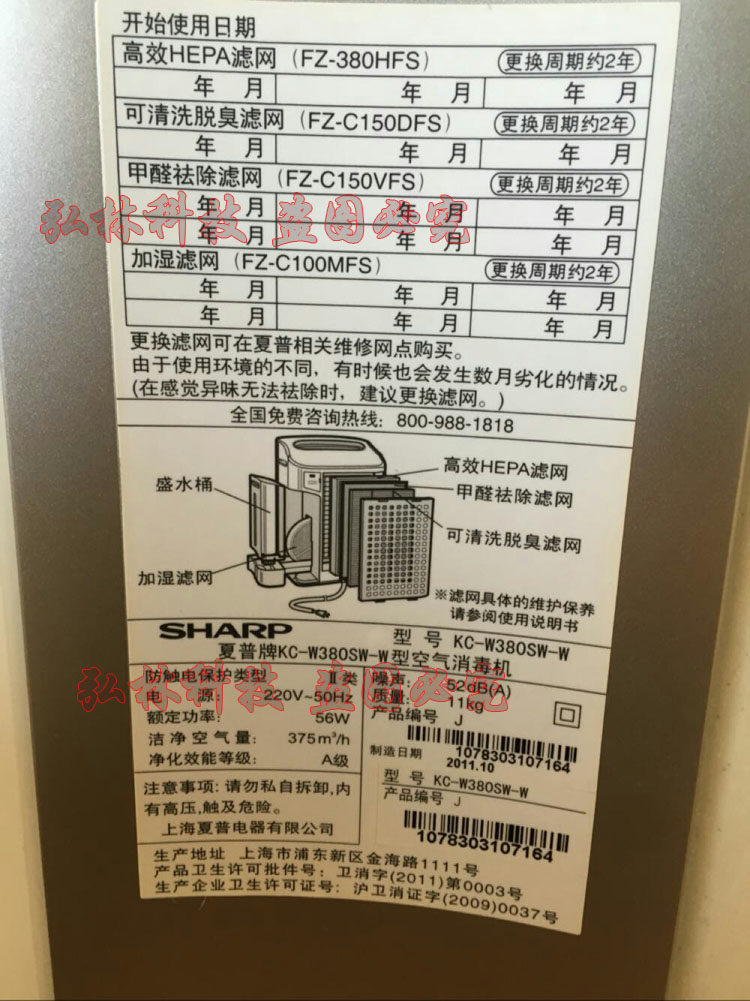 开始使用日期
高效HEPA滤网（FZ-380HFS） 更换周期约2年
年 月 年 月 年 月
可清洗脱臭滤网（FZ-C150DFS） 更换周期约2年
年 月 年 月 年 月
甲醛祛除滤网（FZ-C150VFS） 更换周期约2年
年 月 年 月 年 月
弘林科技 盗图必究
年 月 年 月 年 月
加湿滤网（FZ-C100MFS） 更换周期约2年
年 月 年 月 年 月
年 月 年 月 年 月
更换滤网可在夏普相关维修网点购买。
由于使用环境的不同，有时候也会发生数月劣化的情况。
(在感觉异味无法祛除时，建议更换滤网。)
全国免费咨询热线：800-988-1818
高效HEPA滤网
盛水桶
甲醛祛除滤网
可清洗脱臭滤网
加湿滤网
※滤网具体的维护保养
请参阅使用说明书
SHARP 型 号 KC-W380SW-W
夏普牌KC-W380SW-W型空气消毒机
防触电保护类型 Ⅱ类
电 源： 220V~50Hz
额定功率： 56W
洁净空气量： 375m³/h
净化效能等级： A级
噪声： 52dB(A)
质量： 11kg
产品编号 J
弘林科技 盗图必究
1078303107164
制造日期 2011.10
型 号 KC-W380SW-W
产品编号 J
1078303107164
注意事项：请勿私自拆卸,内
有高压,触及危险。
上海夏普电器有限公司
生产地址 上海市浦东新区金海路1111号
产品卫生许可批件号：卫消字(2011)第0003号
生产企业卫生许可证号：沪卫消证字(2009)0037号